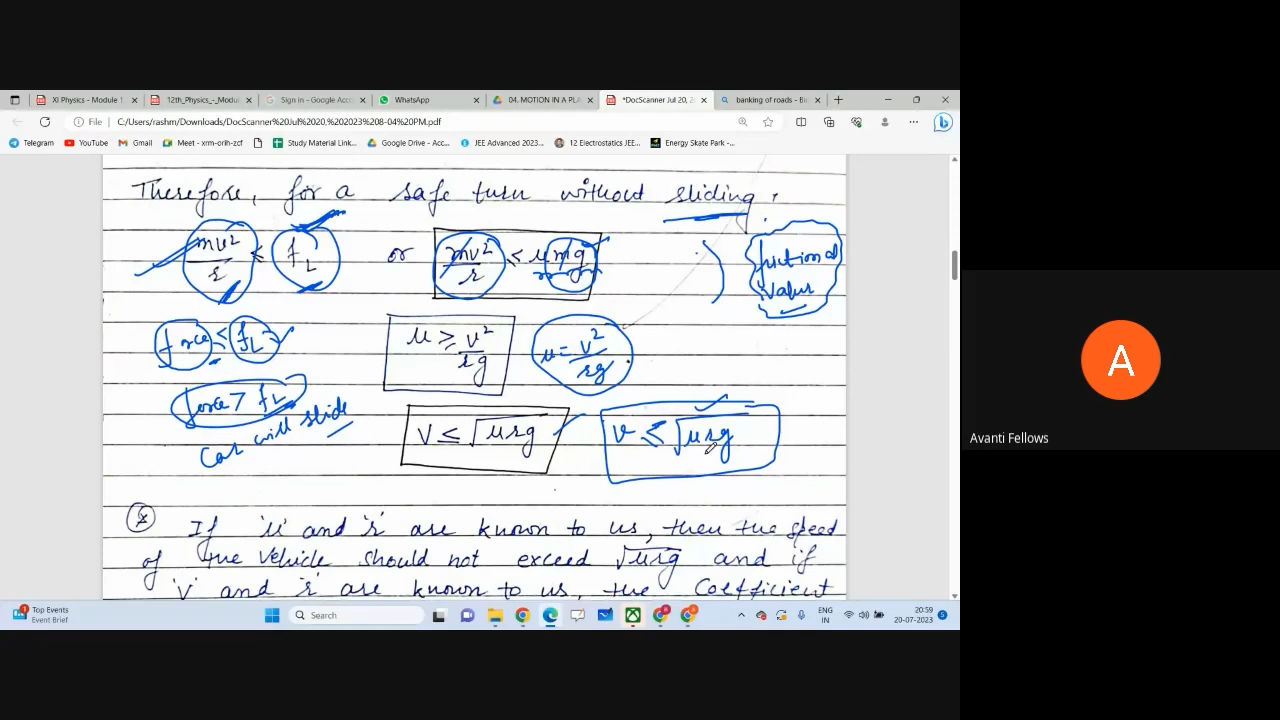 XI Physics - Module 1
12th_Physics_-_Modu
Sign in - Google Acc
WhatsApp
04. MOTION IN A PLA
*DocScanner Jul 20, 2
banking of roads - Bi
File
C:/Users/rashm/Downloads/DocScanner%20Jul%2020,%202023%208-04%20PM.pdf
Telegram
YouTube
Gmail
Meet - xrm-orih-zcf
Study Material Link...
Google Drive - Acc...
JEE Advanced 2023...
12 Electrostatics JEE...
Energy Skate Park -...
Therefore, for a safe turn without sliding.
mv²/r ≤ f_L or mv²/r ≤ μmg
frictional
value
force ≤ f_L
μ ≥ v²/rg
μ = v²/rg
force > f_L
Car will slide
V ≤ √μrg
v ≤ √μrg
If 'μ' and 'r' are known to us, then the speed
of the vehicle should not exceed √μrg and if
'v' and 'r' are known to us, the Coefficient
A
Avanti Fellows
1
Top Events
Event Brief
Search
ENG
IN
20:59
20-07-2023